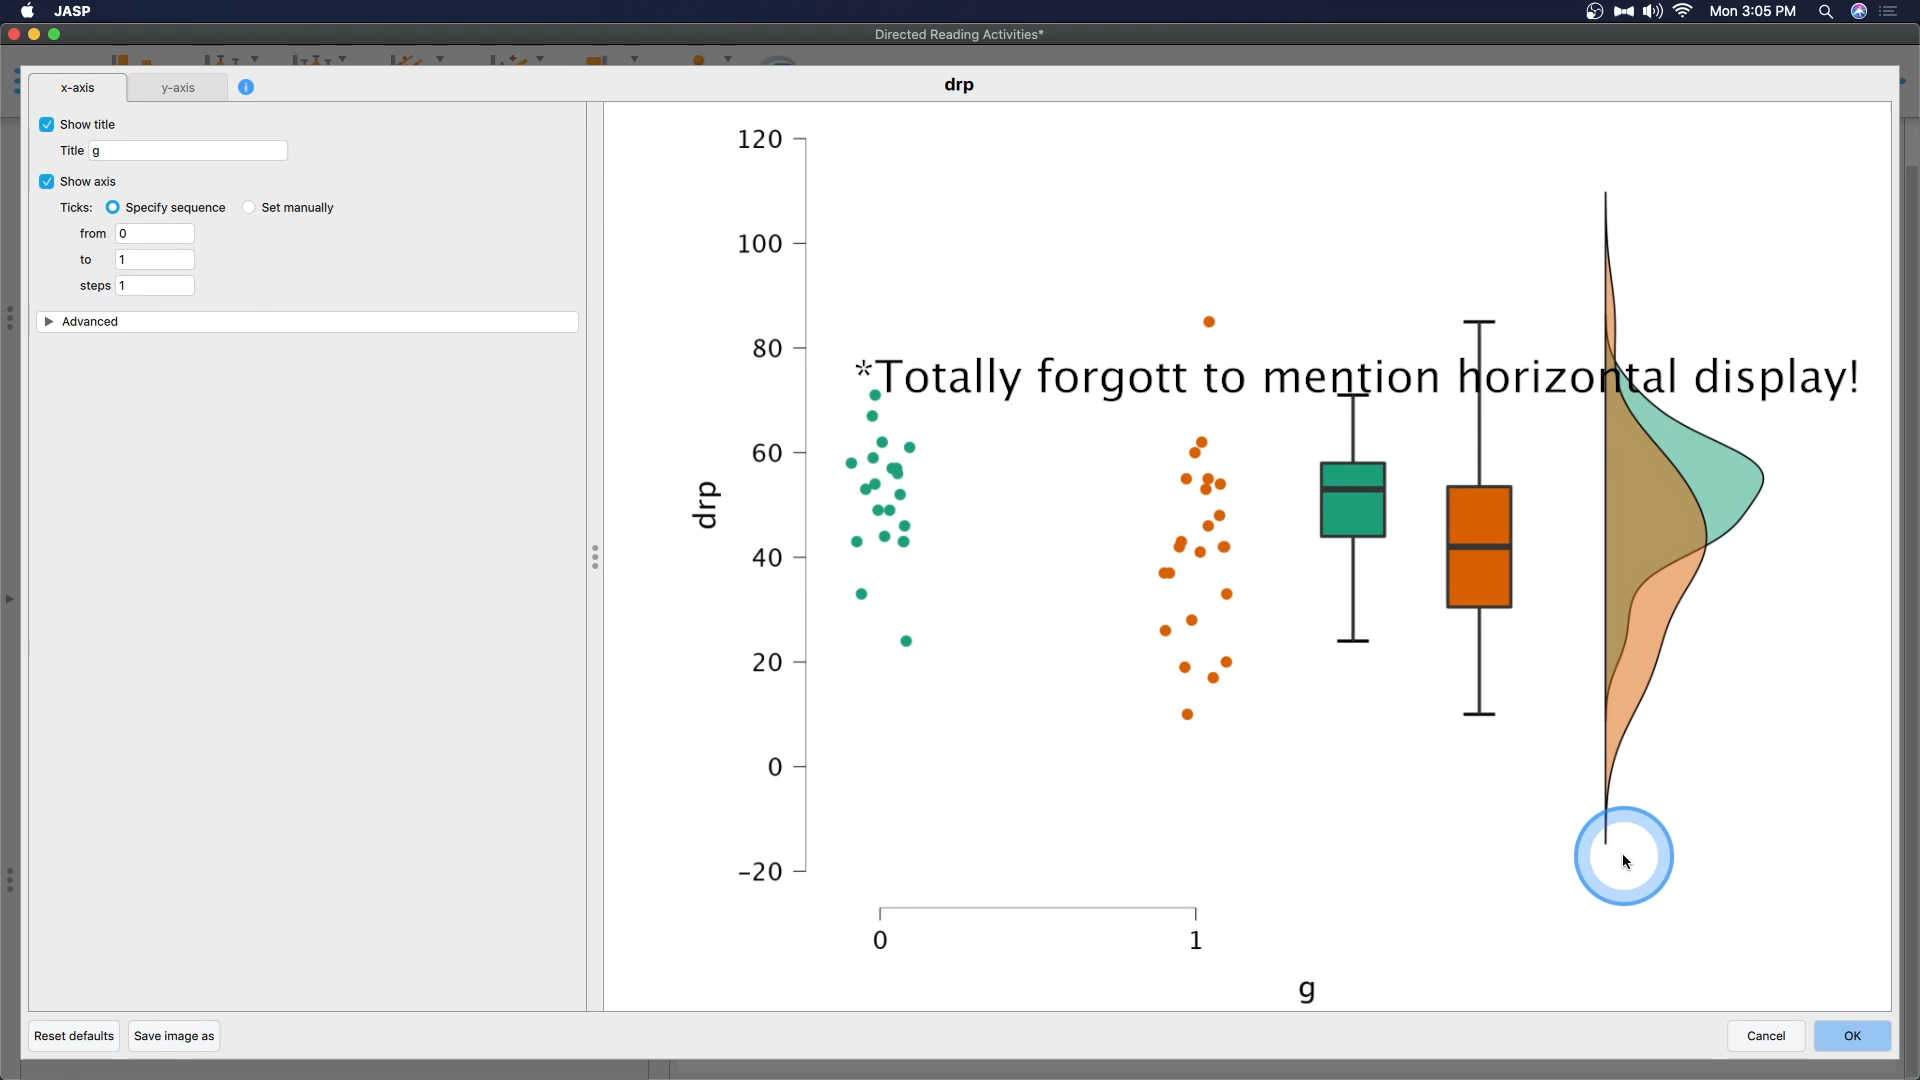 JASP
Mon 3:05 PM
Directed Reading Activities*
x-axis
y-axis
drp
Show title
Title g
Show axis
Ticks: Specify sequence Set manually
from 0
to 1
steps 1
Advanced
120
100
80
60
40
20
0
-20
drp
*Totally forgott to mention horizontal display!
0 1
g
Reset defaults
Save image as
Cancel
OK